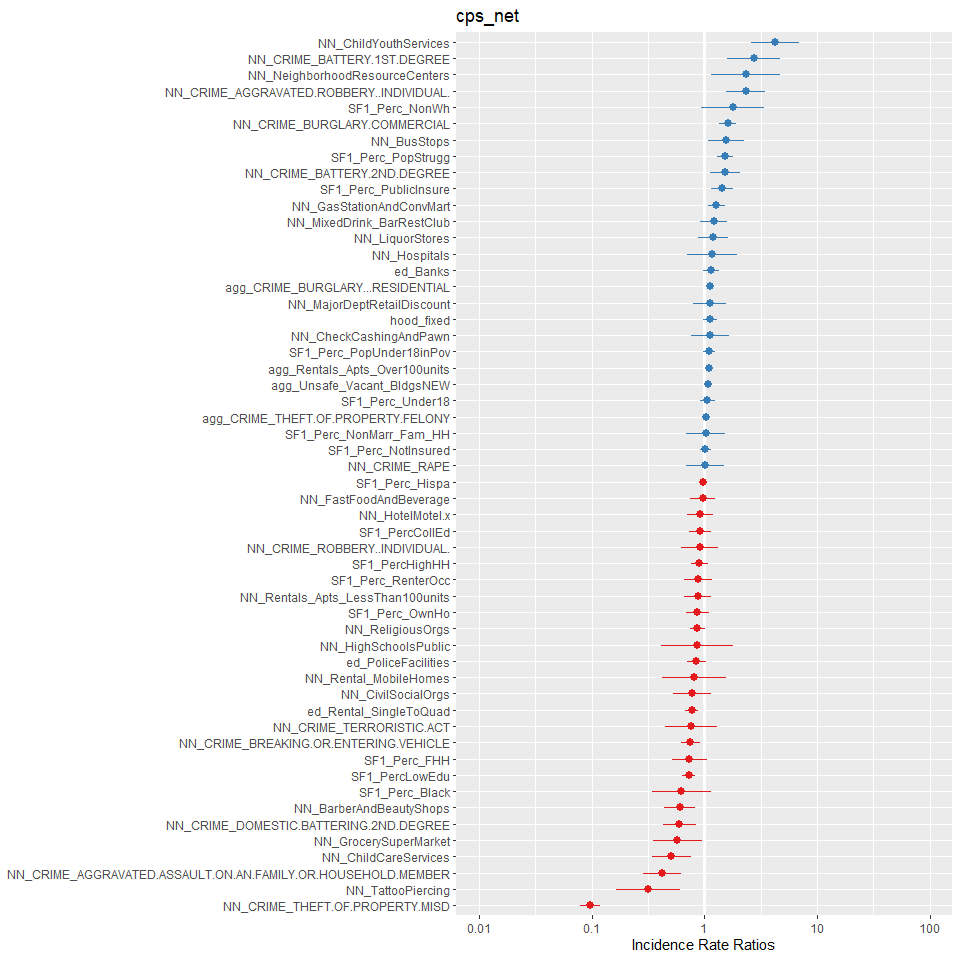 cps_net
NN_ChildYouthServices
NN_CRIME_BATTERY.1ST.DEGREE
NN_NeighborhoodResourceCenters
NN_CRIME_AGGRAVATED.ROBBERY..INDIVIDUAL.
SF1_Perc_NonWh
NN_CRIME_BURGLARY.COMMERCIAL
NN_BusStops
SF1_Perc_PopStrugg
NN_CRIME_BATTERY.2ND.DEGREE
SF1_Perc_PublicInsure
NN_GasStationAndConvMart
NN_MixedDrink_BarRestClub
NN_LiquorStores
NN_Hospitals
ed_Banks
agg_CRIME_BURGLARY...RESIDENTIAL
NN_MajorDeptRetailDiscount
hood_fixed
NN_CheckCashingAndPawn
SF1_Perc_PopUnder18inPov
agg_Rentals_Apts_Over100units
agg_Unsafe_Vacant_BldgsNEW
SF1_Perc_Under18
agg_CRIME_THEFT.OF.PROPERTY.FELONY
SF1_Perc_NonMarr_Fam_HH
SF1_Perc_NotInsured
NN_CRIME_RAPE
SF1_Perc_Hispa
NN_FastFoodAndBeverage
NN_HotelMotel.x
SF1_PercCollEd
NN_CRIME_ROBBERY..INDIVIDUAL.
SF1_PercHighHH
SF1_Perc_RenterOcc
NN_Rentals_Apts_LessThan100units
SF1_Perc_OwnHo
NN_ReligiousOrgs
NN_HighSchoolsPublic
ed_PoliceFacilities
NN_Rental_MobileHomes
NN_CivilSocialOrgs
ed_Rental_SingleToQuad
NN_CRIME_TERRORISTIC.ACT
NN_CRIME_BREAKING.OR.ENTERING.VEHICLE
SF1_Perc_FHH
SF1_PercLowEdu
SF1_Perc_Black
NN_BarberAndBeautyShops
NN_CRIME_DOMESTIC.BATTERING.2ND.DEGREE
NN_GrocerySuperMarket
NN_ChildCareServices
NN_CRIME_AGGRAVATED.ASSAULT.ON.AN.FAMILY.OR.HOUSEHOLD.MEMBER
NN_TattooPiercing
NN_CRIME_THEFT.OF.PROPERTY.MISD
0.01 0.1 1 10 100
Incidence Rate Ratios